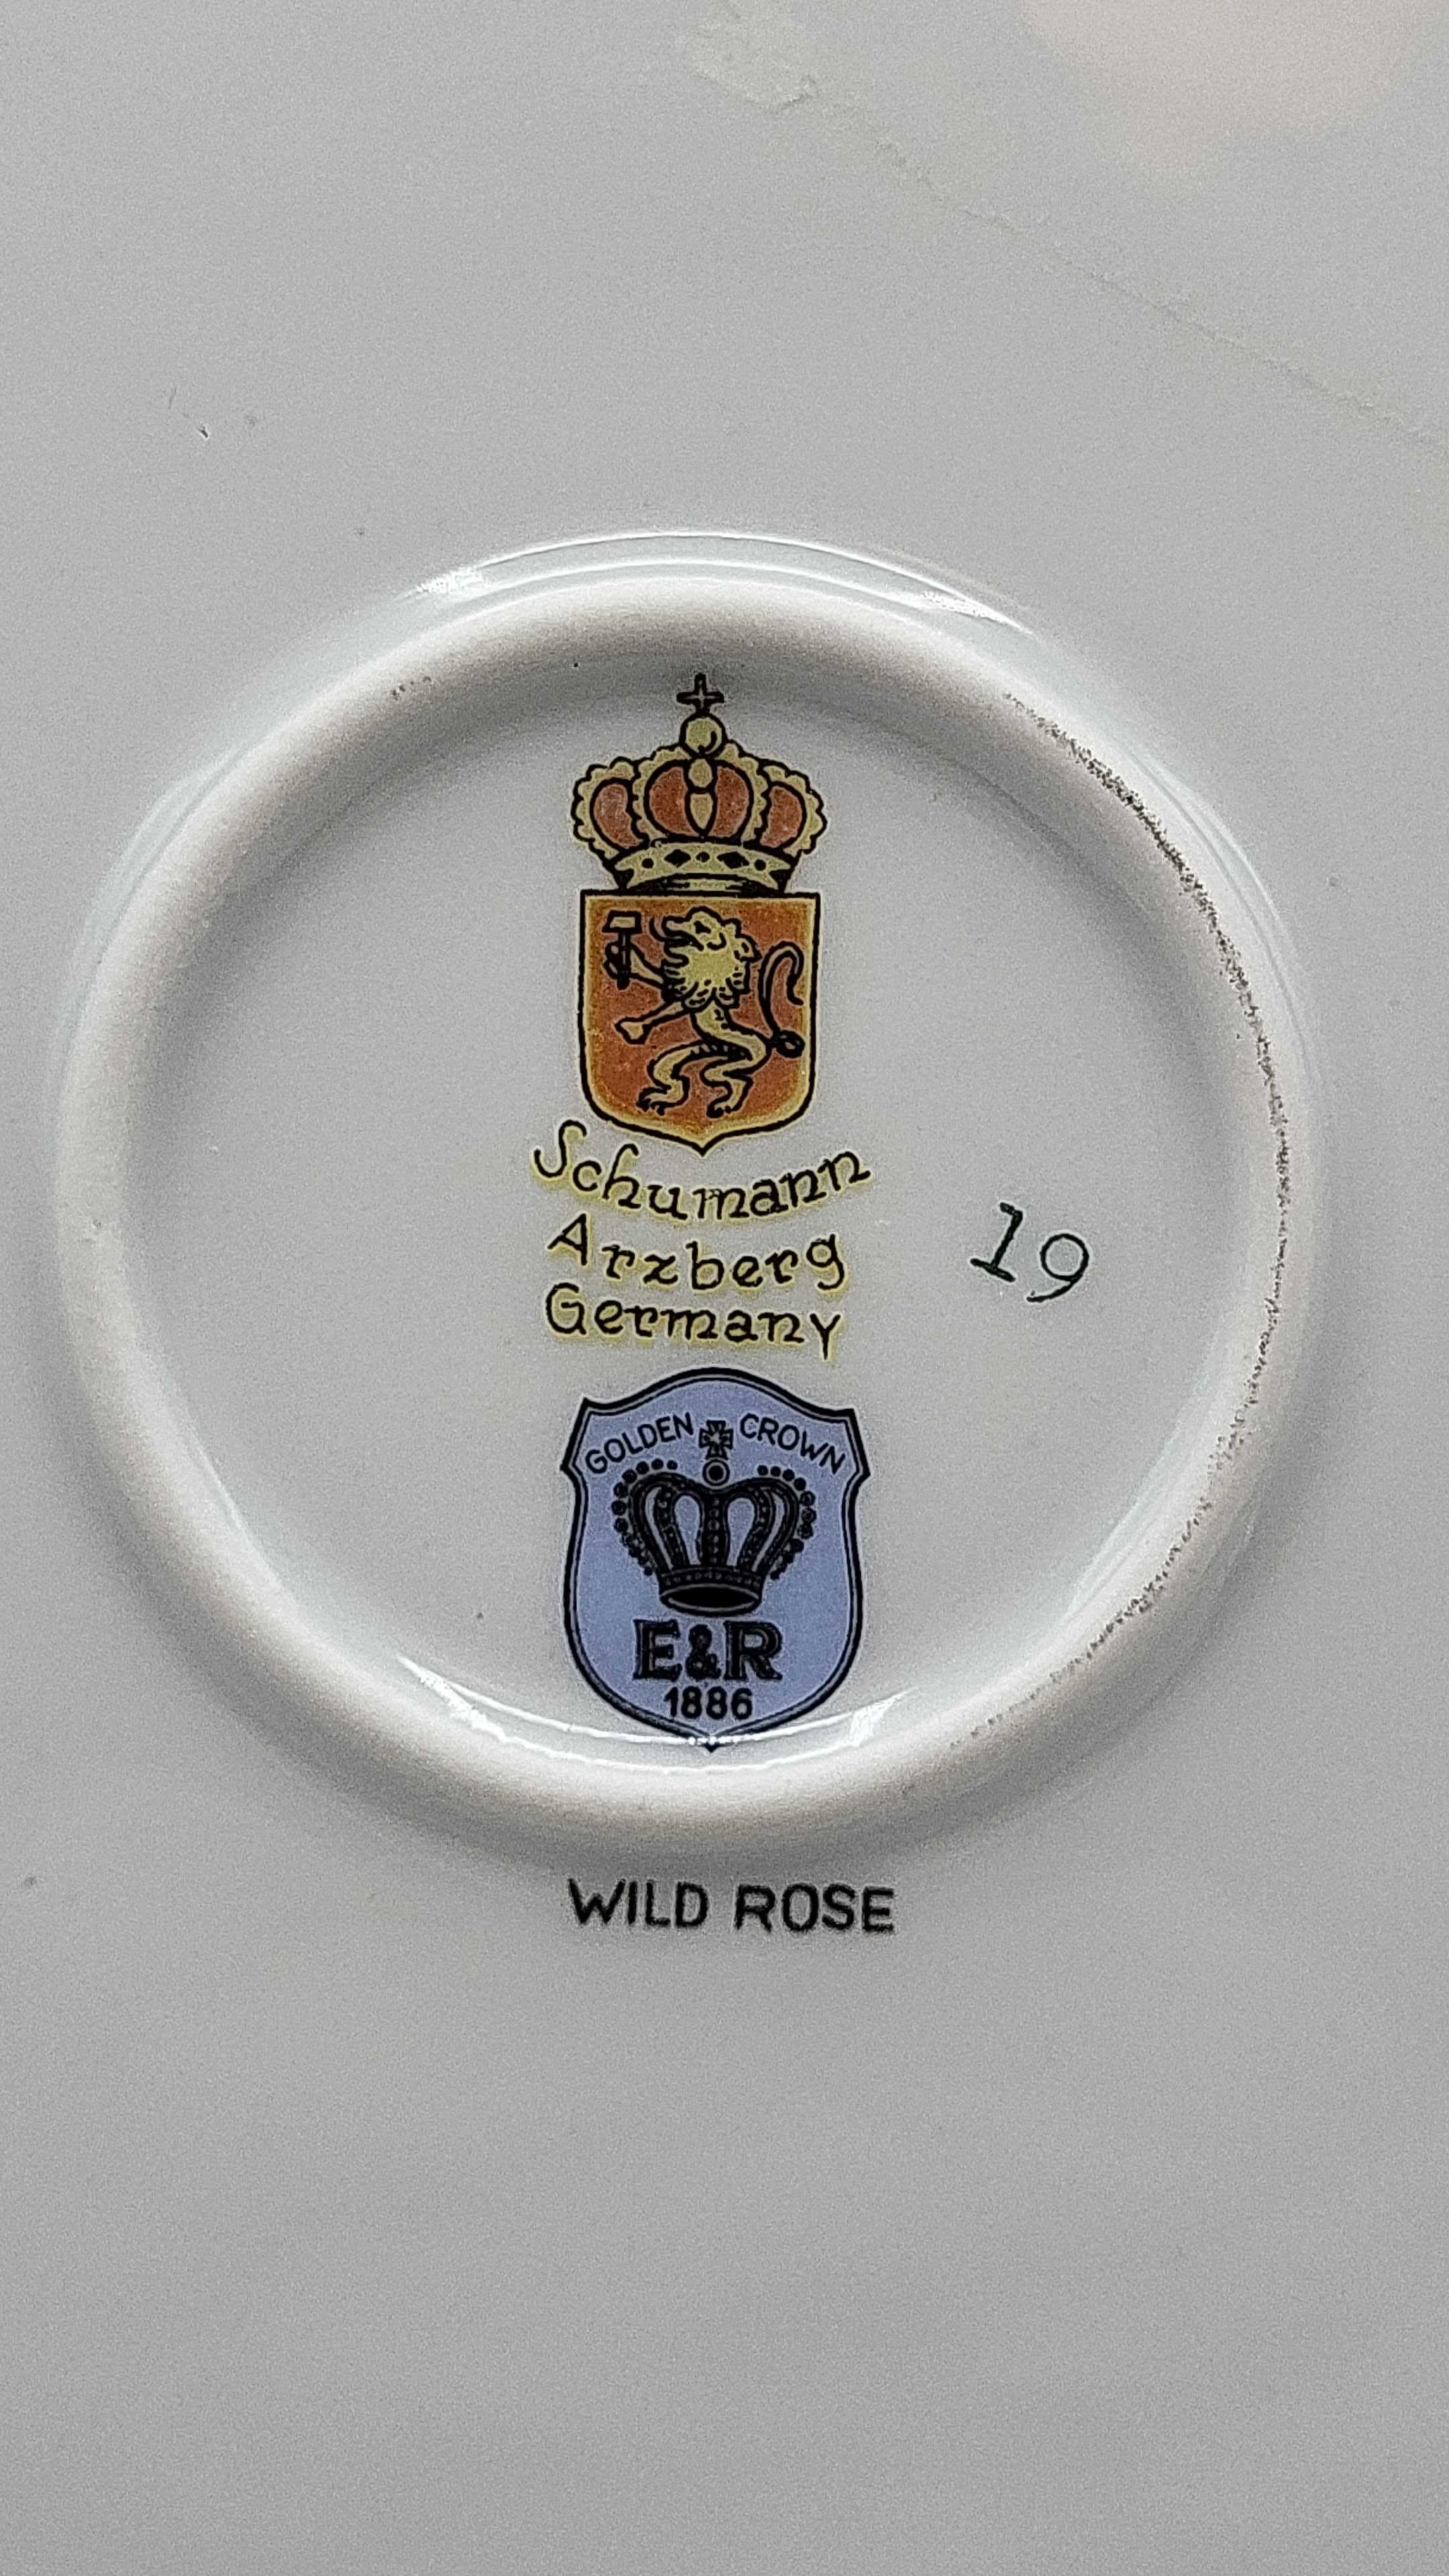 Schumann
Arzberg
Germany
19
GOLDEN CROWN
E&R
1886
WILD ROSE